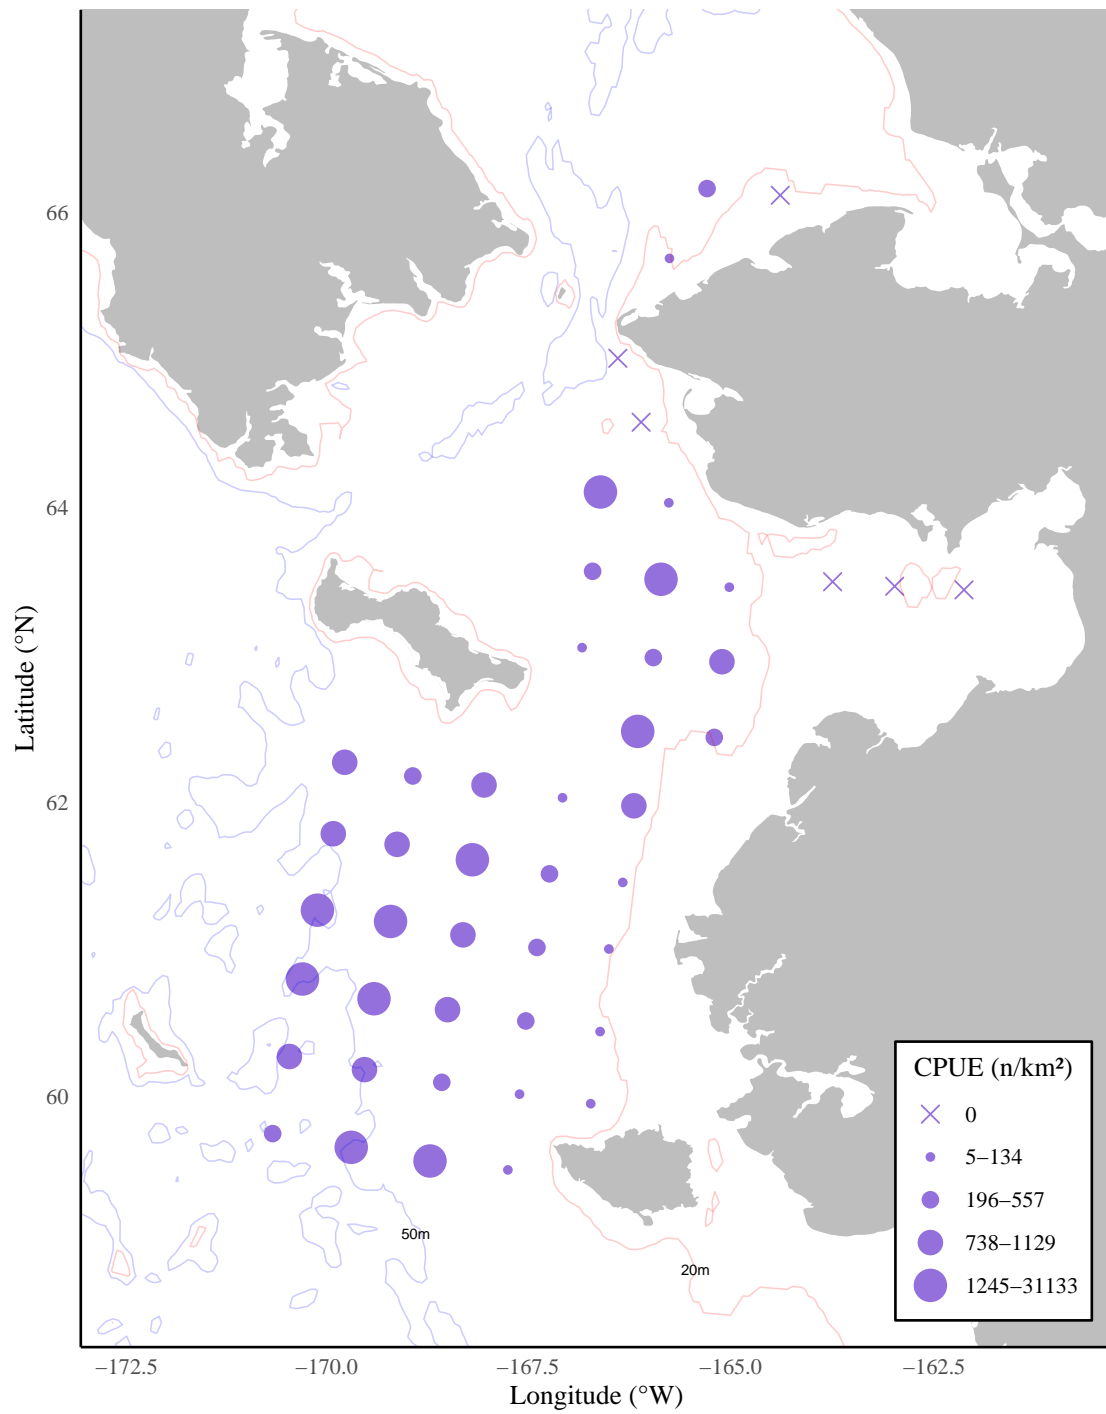 66
64
62
60
Latitude (°N)
50m
20m
CPUE (n/km²)
0
5–134
196–557
738–1129
1245–31133
−172.5
−170.0
−167.5
−165.0
−162.5
Longitude (°W)